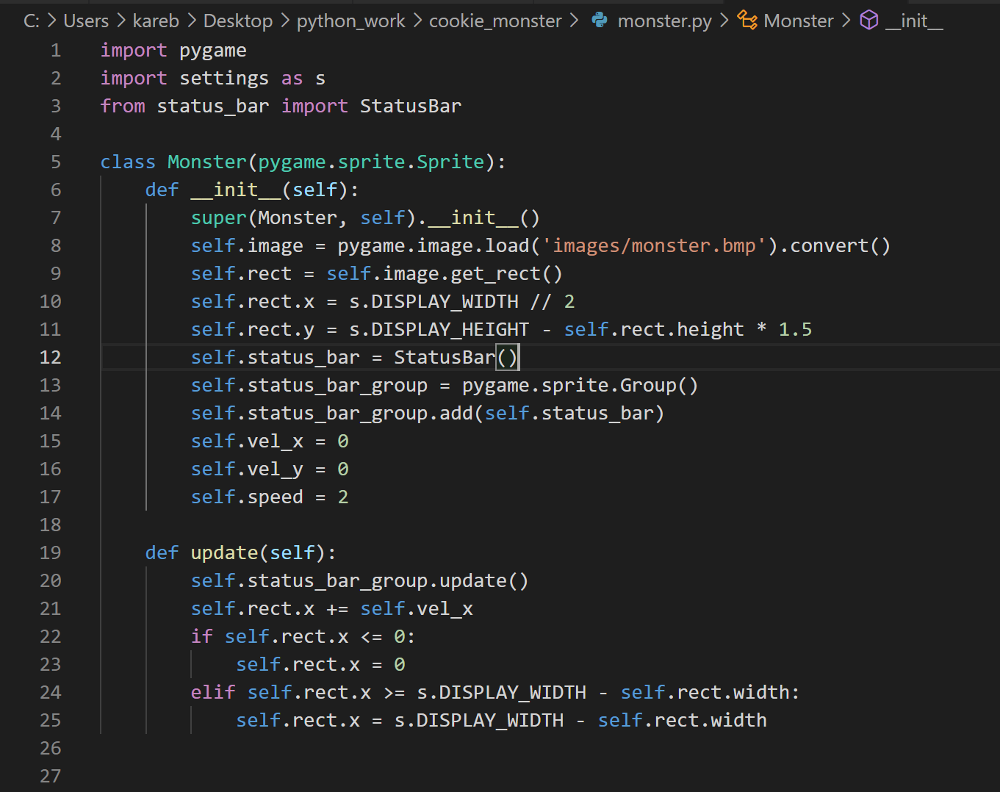 C: > Users > kareb > Desktop > python_work > cookie_monster > monster.py > Monster > __init__
1 import pygame
2 import settings as s
3 from status_bar import StatusBar
4
5 class Monster(pygame.sprite.Sprite):
6     def __init__(self):
7         super(Monster, self).__init__()
8         self.image = pygame.image.load('images/monster.bmp').convert()
9         self.rect = self.image.get_rect()
10         self.rect.x = s.DISPLAY_WIDTH // 2
11         self.rect.y = s.DISPLAY_HEIGHT - self.rect.height * 1.5
12         self.status_bar = StatusBar()
13         self.status_bar_group = pygame.sprite.Group()
14         self.status_bar_group.add(self.status_bar)
15         self.vel_x = 0
16         self.vel_y = 0
17         self.speed = 2
18
19     def update(self):
20         self.status_bar_group.update()
21         self.rect.x += self.vel_x
22         if self.rect.x <= 0:
23             self.rect.x = 0
24         elif self.rect.x >= s.DISPLAY_WIDTH - self.rect.width:
25             self.rect.x = s.DISPLAY_WIDTH - self.rect.width
26
27